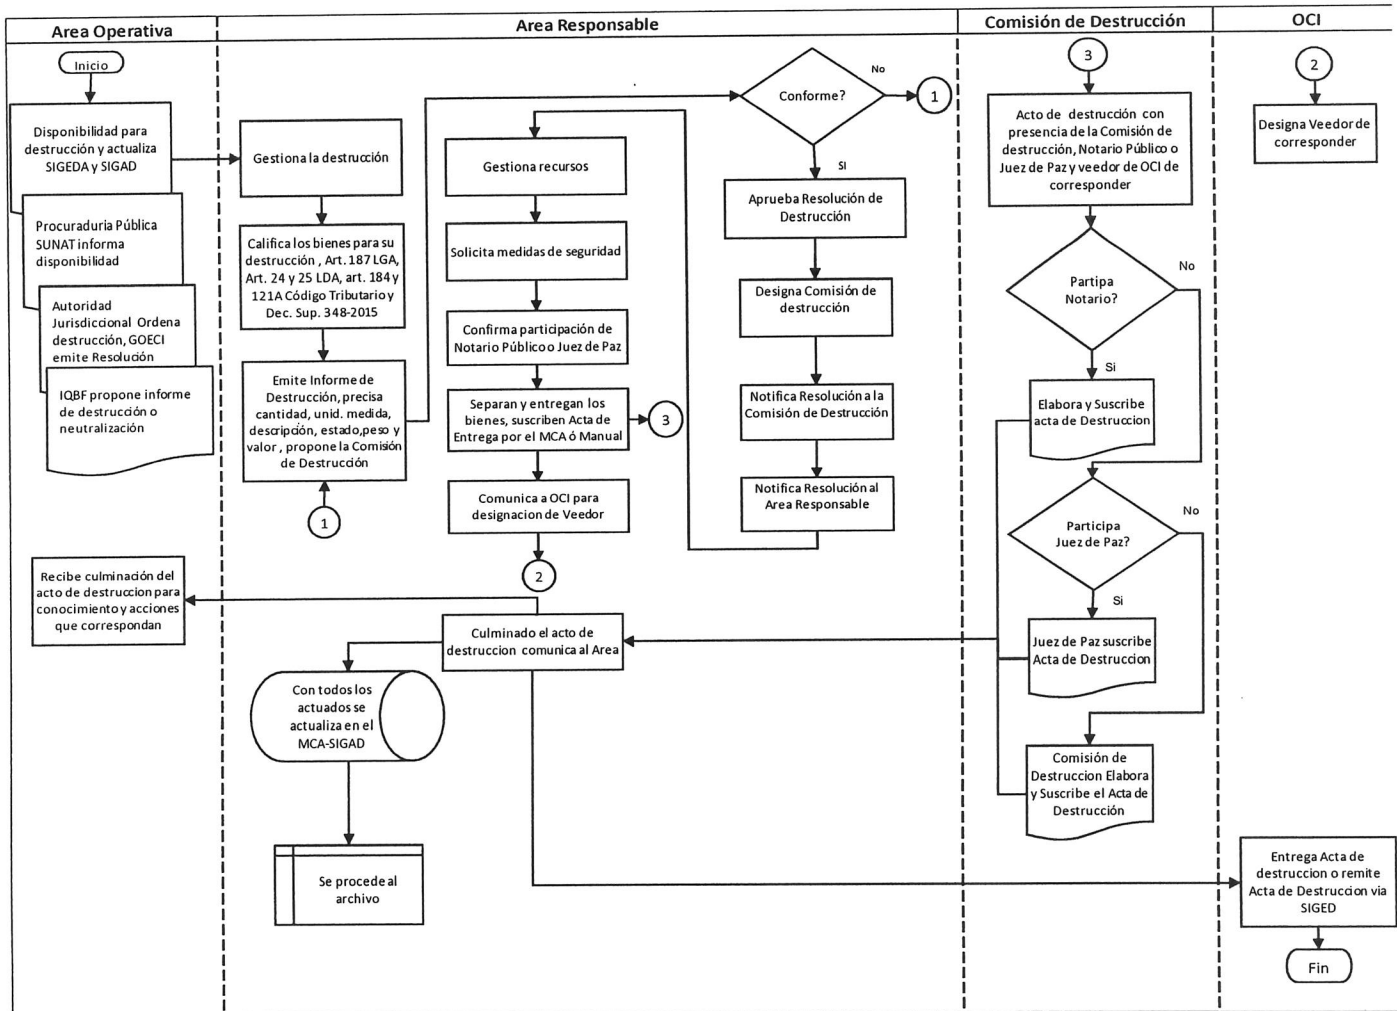 Area Operativa
Area Responsable
Comisión de Destrucción
OCI
Inicio
Disponibilidad para
destrucción y actualiza
SIGEDA y SIGAD
Procuraduria Pública
SUNAT informa
disponibilidad
Autoridad
Jurisdiccional Ordena
destrucción, GOECI
emite Resolución
IQBF propone informe
de destrucción o
neutralización
Recibe culminación del
acto de destruccion para
conocimiento y acciones
que correspondan
Gestiona la destrucción
Califica los bienes para su
destrucción , Art. 187 LGA,
Art. 24 y 25 LDA, art. 184 y
121A Código Tributario y
Dec. Sup. 348-2015
Emite Informe de
Destrucción, precisa
cantidad, unid. medida,
descripción, estado,peso y
valor , propone la Comisión
de Destrucción
1
Gestiona recursos
Solicita medidas de seguridad
Confirma participación de
Notario Público o Juez de Paz
Separan y entregan los
bienes, suscriben Acta de
Entrega por el MCA ó Manual
3
Comunica a OCI para
designacion de Veedor
2
Conforme?
No
1
SI
Aprueba Resolución de
Destrucción
Designa Comisión de
destrucción
Notifica Resolución a la
Comisión de Destrucción
Notifica Resolución al
Area Responsable
Culminado el acto de
destruccion comunica al Area
Con todos los
actuados se
actualiza en el
MCA-SIGAD
Se procede al
archivo
3
Acto de destrucción con
presencia de la Comisión de
destrucción, Notario Público o
Juez de Paz y veedor de OCI de
corresponder
Partipa
Notario?
No
Si
Elabora y Suscribe
acta de Destruccion
Participa
Juez de Paz?
No
Si
Juez de Paz suscribe
Acta de Destruccion
Comisión de
Destruccion Elabora
y Suscribe el Acta de
Destrucción
2
Designa Veedor de
corresponder
Entrega Acta de
destruccion o remite
Acta de Destruccion via
SIGED
Fin